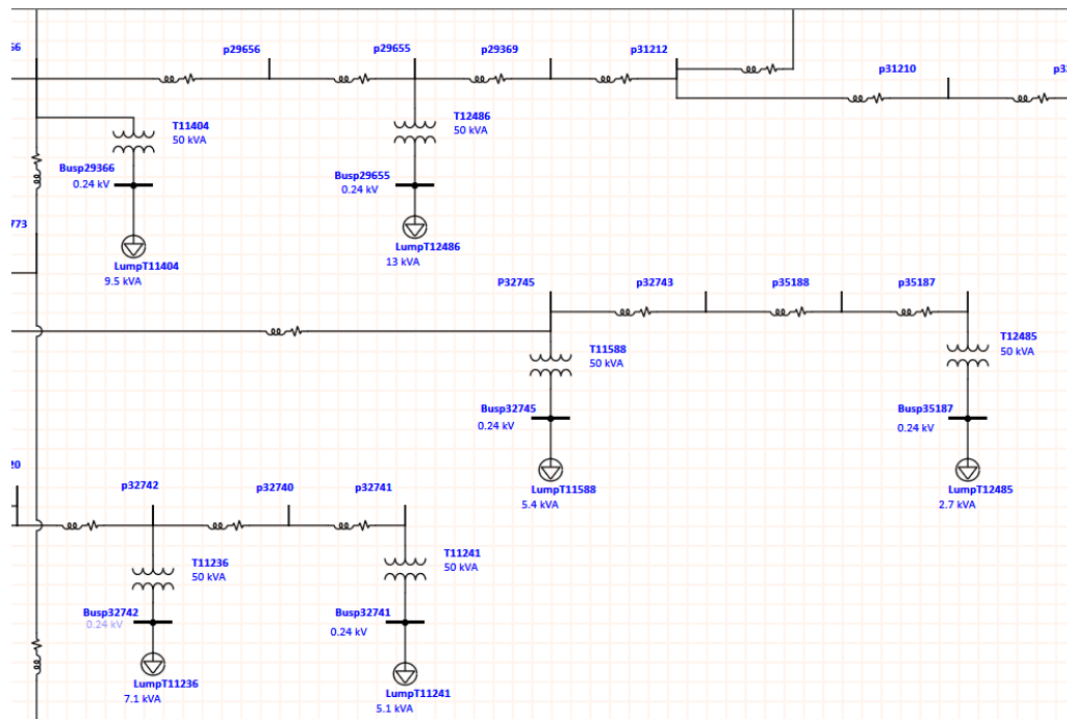 66
p29656
p29655
p29369
p31212
p31210
T11404
50 kVA
T12486
50 kVA
Busp29366
0.24 kV
Busp29655
0.24 kV
773
LumpT11404
9.5 kVA
LumpT12486
13 kVA
P32745
p32743
p35188
p35187
T11588
50 kVA
T12485
50 kVA
Busp32745
0.24 kV
Busp35187
0.24 kV
20
LumpT11588
5.4 kVA
LumpT12485
2.7 kVA
p32742
p32740
p32741
T11236
50 kVA
T11241
50 kVA
Busp32742
0.24 kV
Busp32741
0.24 kV
LumpT11236
7.1 kVA
LumpT11241
5.1 kVA